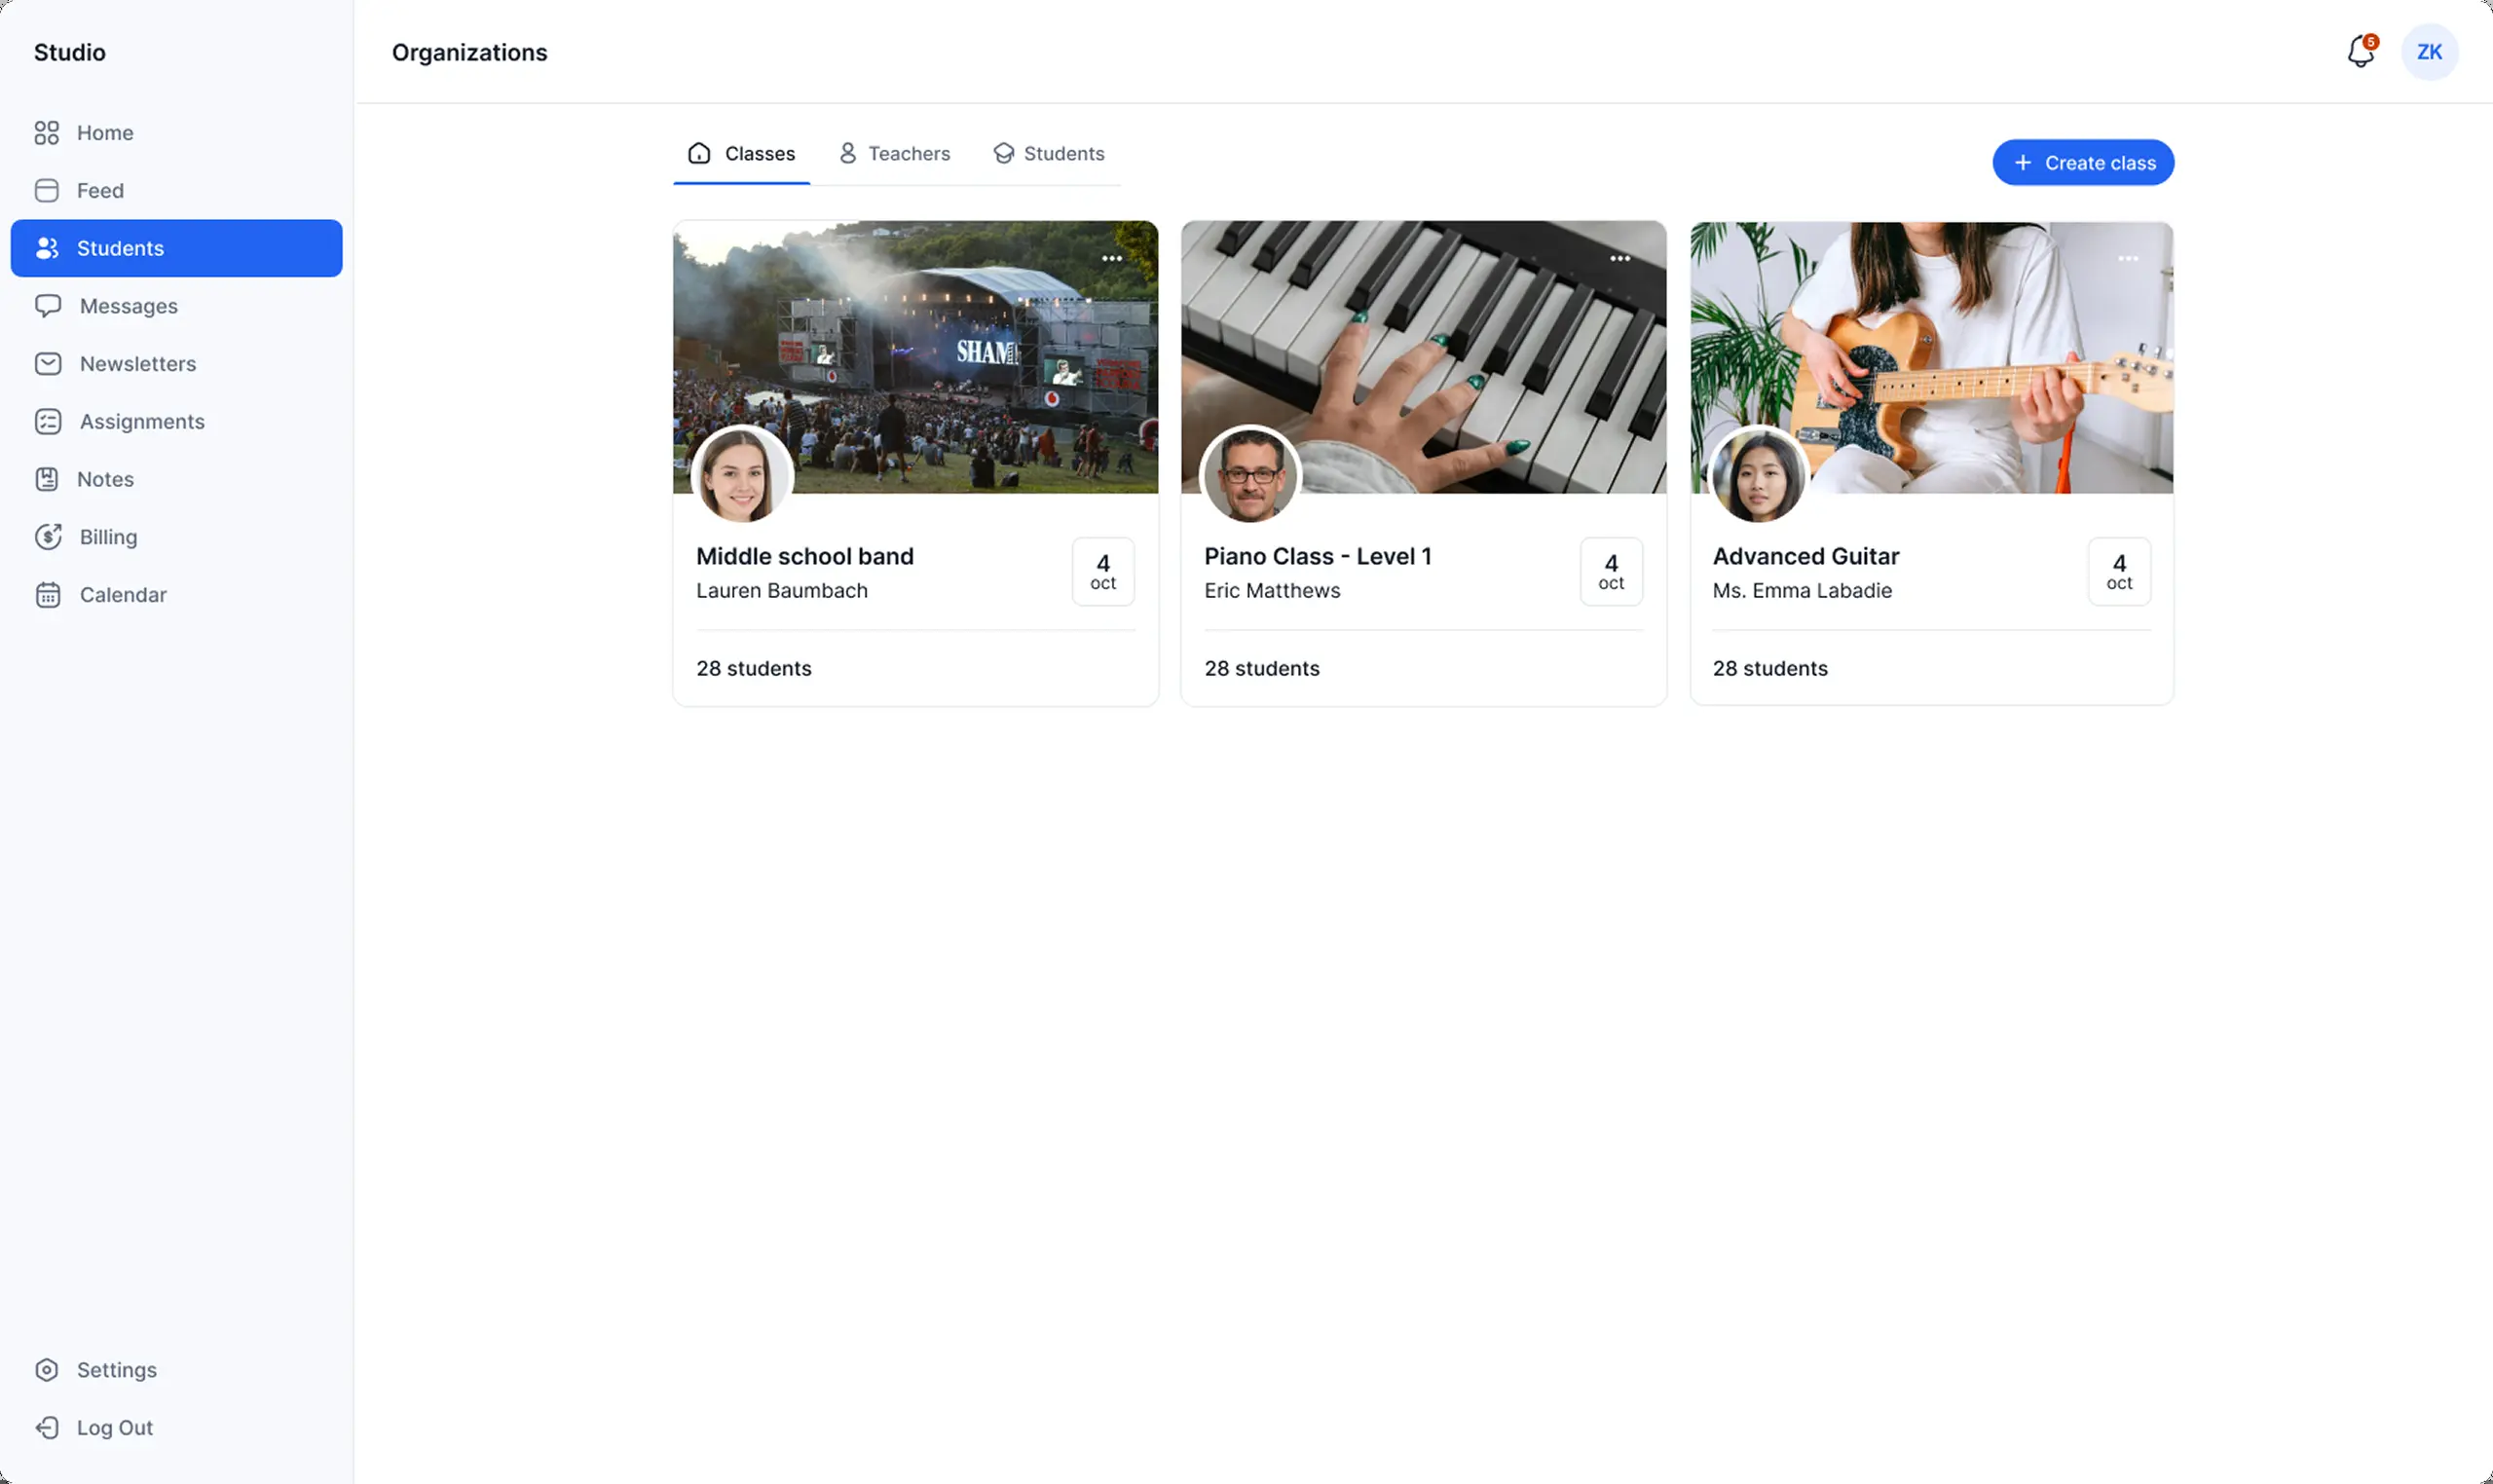 Studio
Organizations
5
ZK
Home
Feed
Students
Messages
Newsletters
Assignments
Notes
Billing
Calendar
Settings
Log Out
Classes
Teachers
Students
+ Create class
SHAM
Middle school band
Lauren Baumbach
4
oct
28 students
Piano Class - Level 1
Eric Matthews
4
oct
28 students
Advanced Guitar
Ms. Emma Labadie
4
oct
28 students